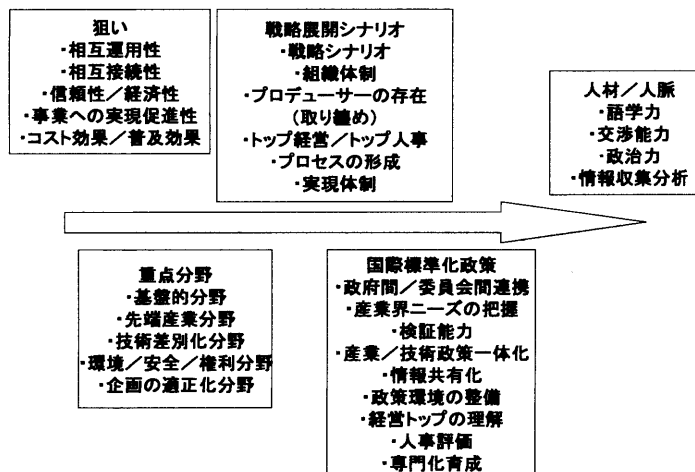 狙い
・相互運用性
・相互接続性
・信頼性／経済性
・事業への実現促進性
・コスト効果／普及効果
戦略展開シナリオ
・戦略シナリオ
・組織体制
・プロデューサーの存在
(取り纏め)
・トップ経営／トップ人事
・プロセスの形成
・実現体制
人材／人脈
・語学力
・交渉能力
・政治力
・情報収集分析
重点分野
・基盤的分野
・先端産業分野
・技術差別化分野
・環境／安全／権利分野
・企画の適正化分野
国際標準化政策
・政府間／委員会間連携
・産業界ニーズの把握
・検証能力
・産業／技術政策一体化
・情報共有化
・政策環境の整備
・経営トップの理解
・人事評価
・専門化育成